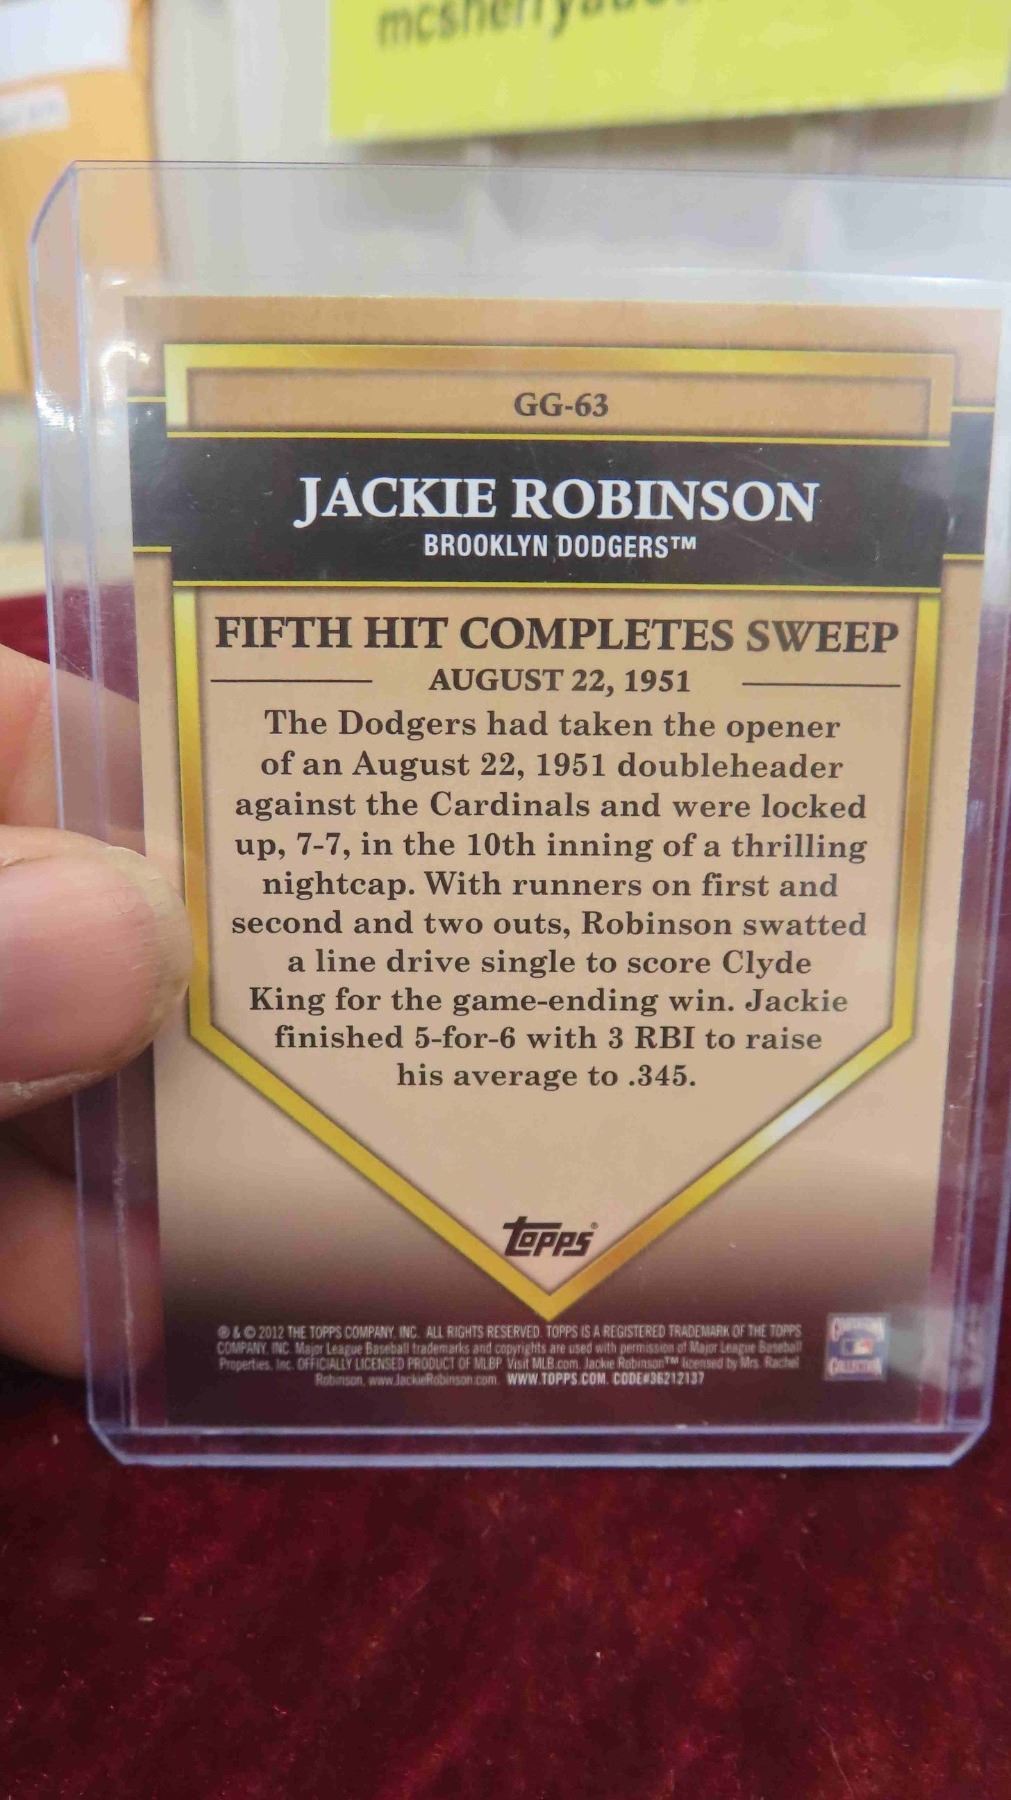 GG-63
JACKIE ROBINSON
BROOKLYN DODGERS™
FIFTH HIT COMPLETES SWEEP
AUGUST 22, 1951
The Dodgers had taken the opener
of an August 22, 1951 doubleheader
against the Cardinals and were locked
up, 7-7, in the 10th inning of a thrilling
nightcap. With runners on first and
second and two outs, Robinson swatted
a line drive single to score Clyde
King for the game-ending win. Jackie
finished 5-for-6 with 3 RBI to raise
his average to .345.
topps®
® & © 2012 THE TOPPS COMPANY, INC. ALL RIGHTS RESERVED. TOPPS IS A REGISTERED TRADEMARK OF THE TOPPS
COMPANY, INC. Major League Baseball trademarks and copyrights are used with permission of Major League Baseball
Properties, Inc. OFFICIALLY LICENSED PRODUCT OF MLBP Visit MLB.com. Jackie Robinson™ licensed by Mrs. Rachel
Robinson, www.JackieRobinson.com. WWW.TOPPS.COM. CODE#36212137